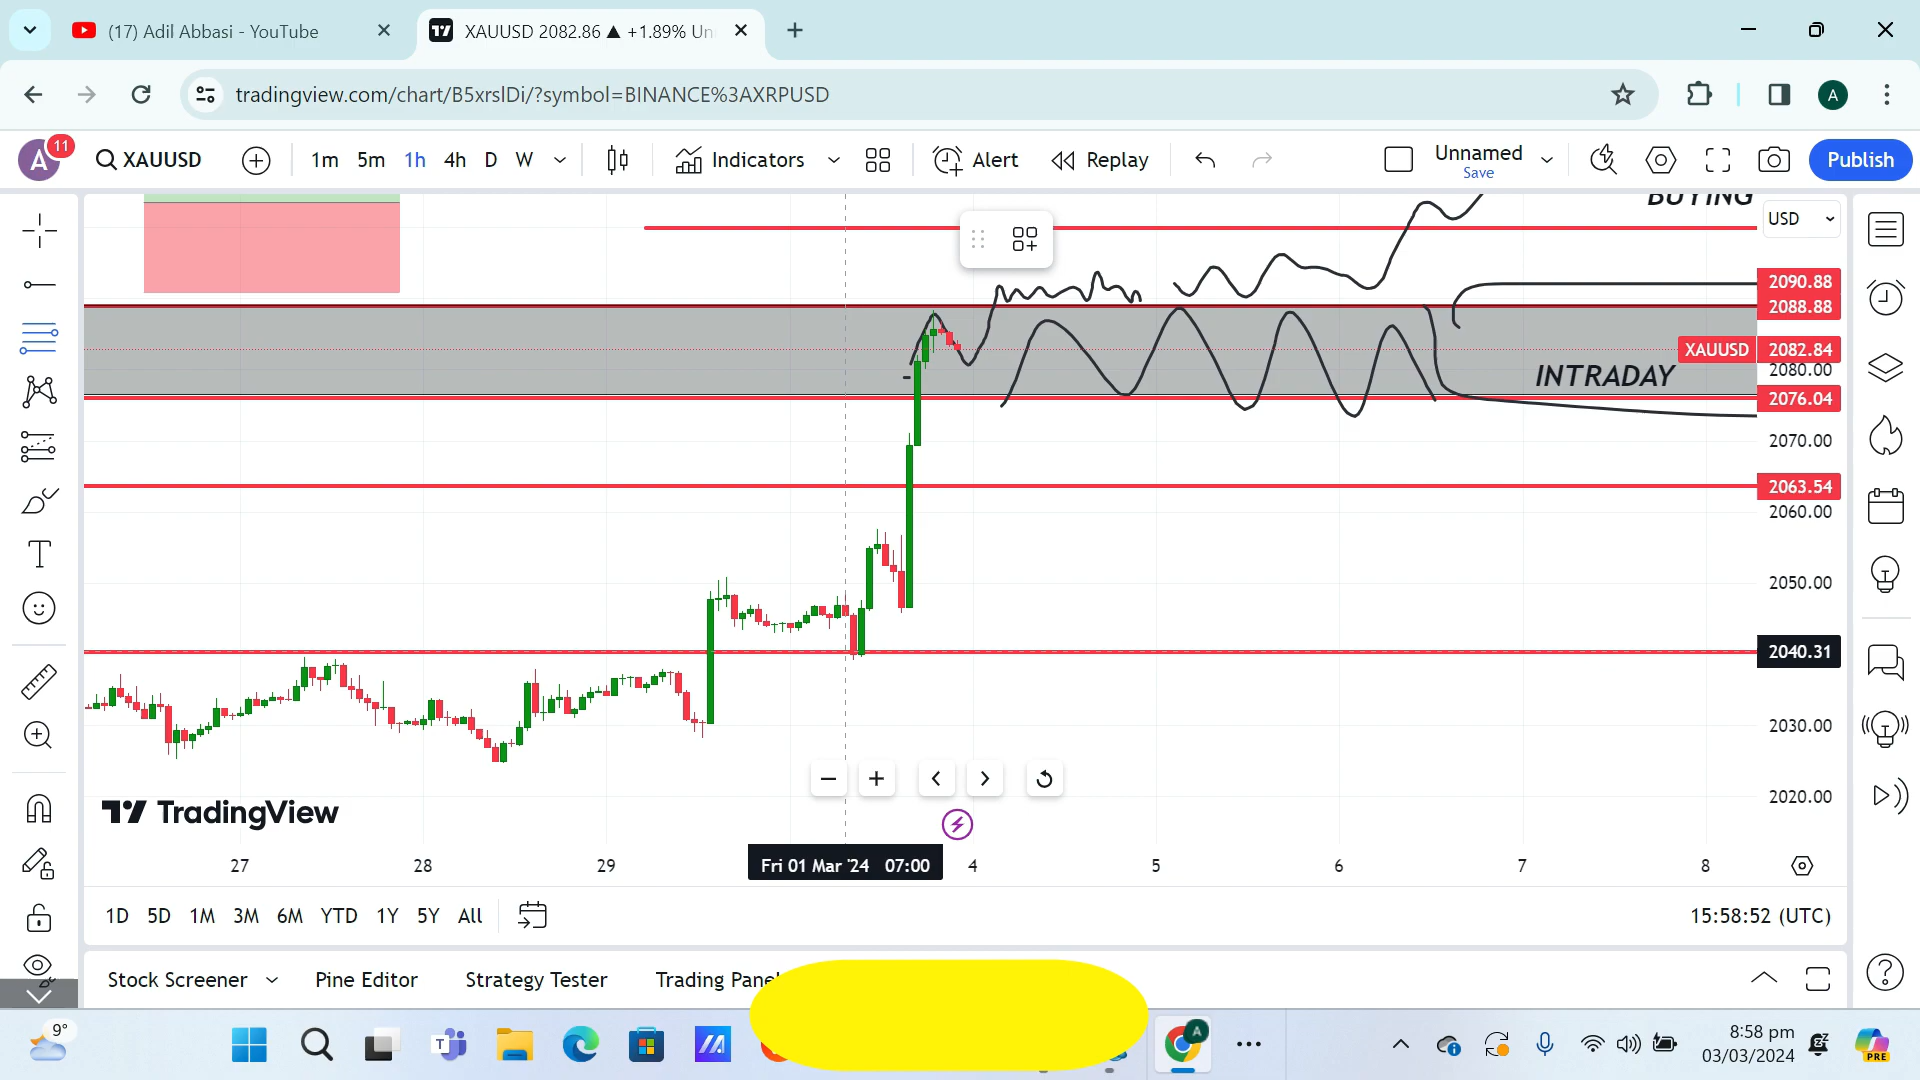 (17) Adil Abbasi - YouTube
XAUUSD 2082.86 ▲ +1.89% Un
tradingview.com/chart/B5xrslDi/?symbol=BINANCE%3AXRPUSD
A
A 11 XAUUSD 1m 5m 1h 4h D W Indicators Alert Replay Unnamed Save Publish
BUYING
USD
2090.88
2088.88
XAUUSD 2082.84
INTRADAY
2080.00
2076.04
2070.00
2063.54
2060.00
2050.00
2040.31
2030.00
2020.00
TradingView
27 28 29 Fri 01 Mar '24 07:00 4 5 6 7 8
1D 5D 1M 3M 6M YTD 1Y 5Y All
15:58:52 (UTC)
Stock Screener Pine Editor Strategy Tester Trading Pane
9°
A
8:58 pm
03/03/2024
PRE